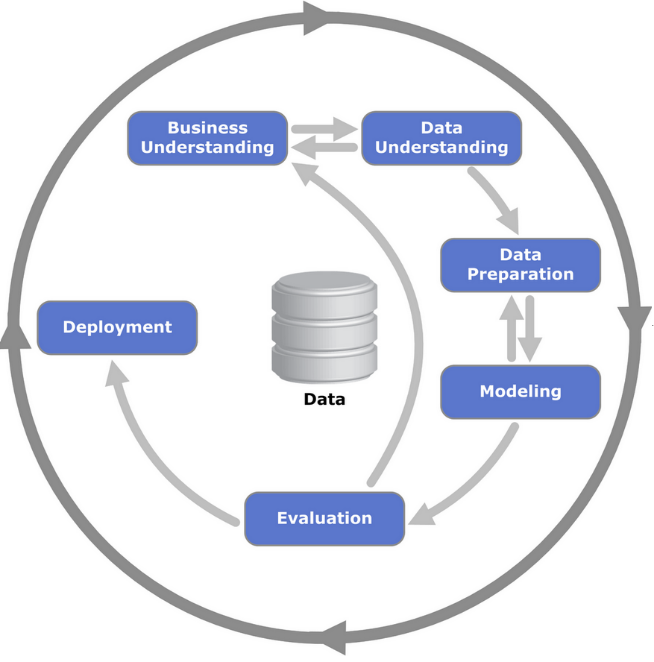 Business
Understanding
Data
Understanding
Data
Preparation
Modeling
Evaluation
Deployment
Data